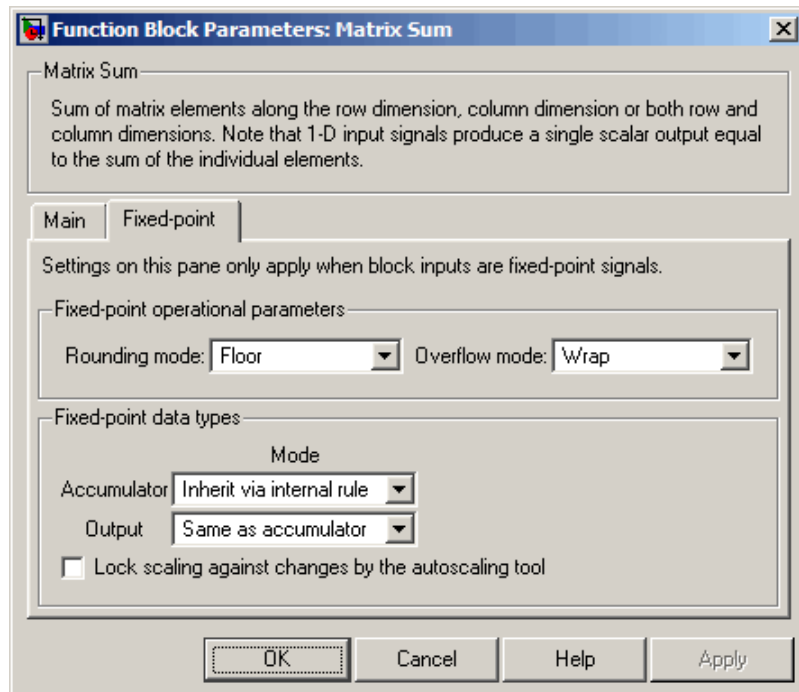 Function Block Parameters: Matrix Sum
Matrix Sum
Sum of matrix elements along the row dimension, column dimension or both row and
column dimensions. Note that 1-D input signals produce a single scalar output equal
to the sum of the individual elements.
Main Fixed-point
Settings on this pane only apply when block inputs are fixed-point signals.
Fixed-point operational parameters
Rounding mode: Floor Overflow mode: Wrap
Fixed-point data types
Mode
Accumulator Inherit via internal rule
Output Same as accumulator
Lock scaling against changes by the autoscaling tool
OK Cancel Help Apply